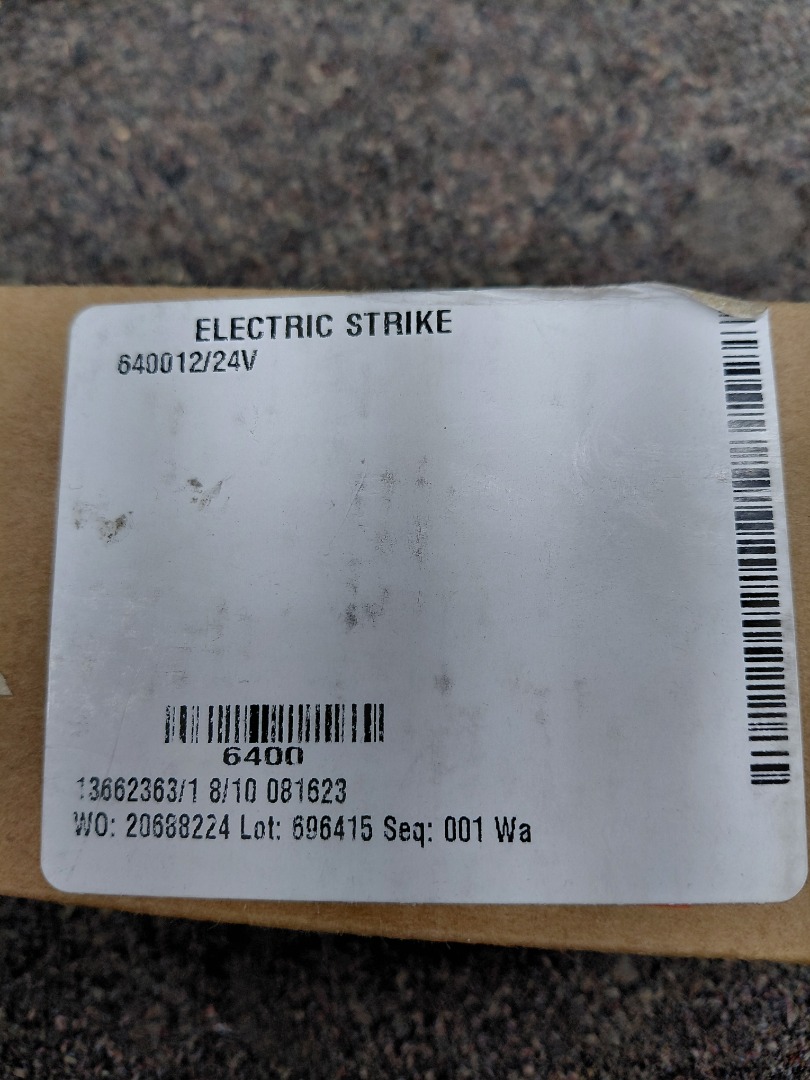 ELECTRIC STRIKE
640012/24V
6400
13662363/1 8/10 081623
WO: 20688224 Lot: 696415 Seq: 001 Wa